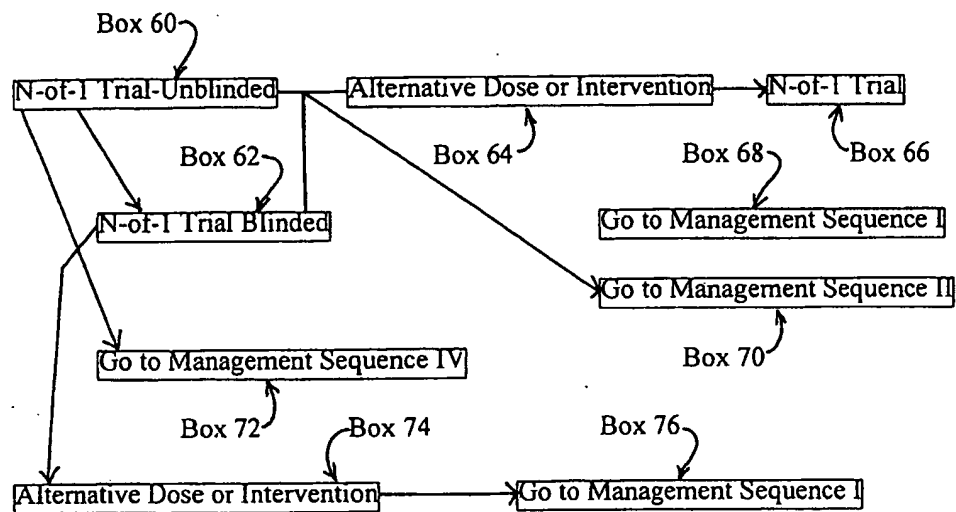 Box 60
N-of-1 Trial-Unblinded
Alternative Dose or Intervention
N-of-1 Trial
Box 64
Box 66
Box 62
Box 68
N-of-1 Trial Blinded
Go to Management Sequence I
Go to Management Sequence II
Box 70
Go to Management Sequence IV
Box 72
Box 74
Box 76
Alternative Dose or Intervention
Go to Management Sequence I